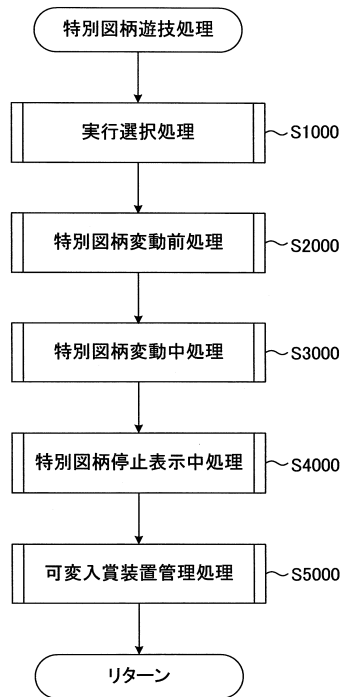 特別図柄遊技処理
実行選択処理
S1000
特別図柄変動前処理
S2000
特別図柄変動中処理
S3000
特別図柄停止表示中処理
S4000
可変入賞装置管理処理
S5000
リターン